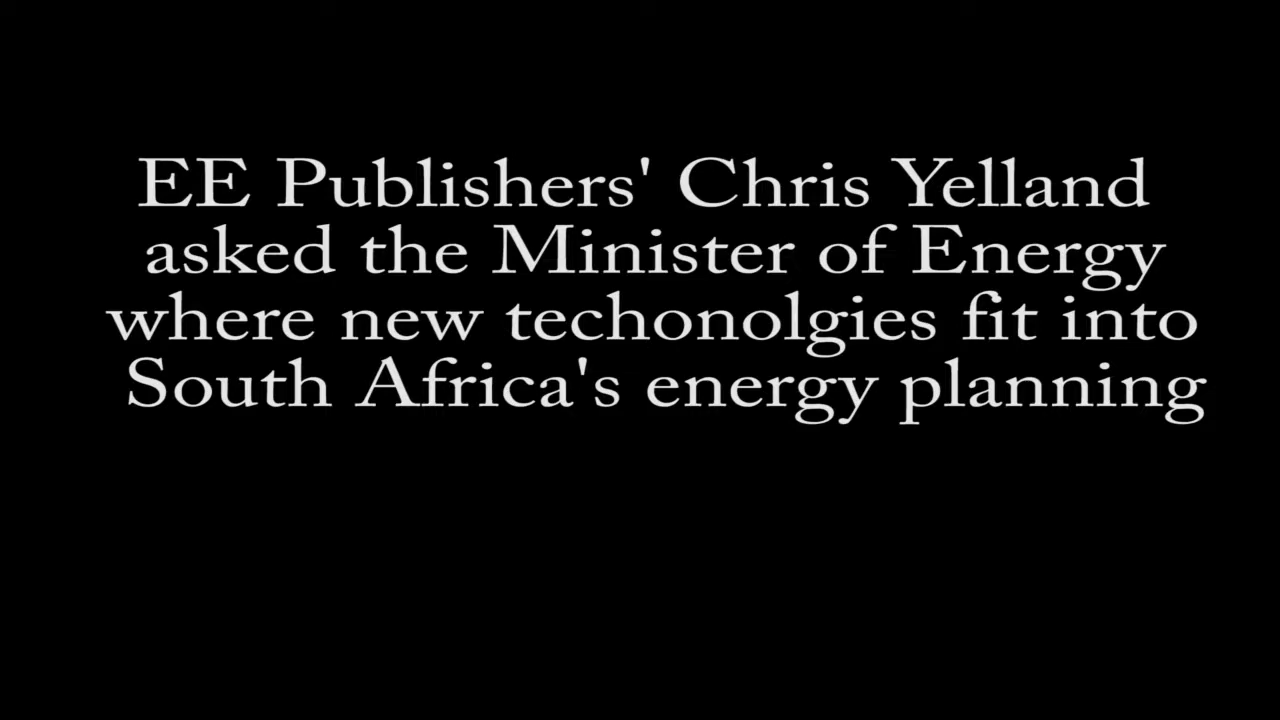 EE Publishers' Chris Yelland
asked the Minister of Energy
where new techonolgies fit into
South Africa's energy planning